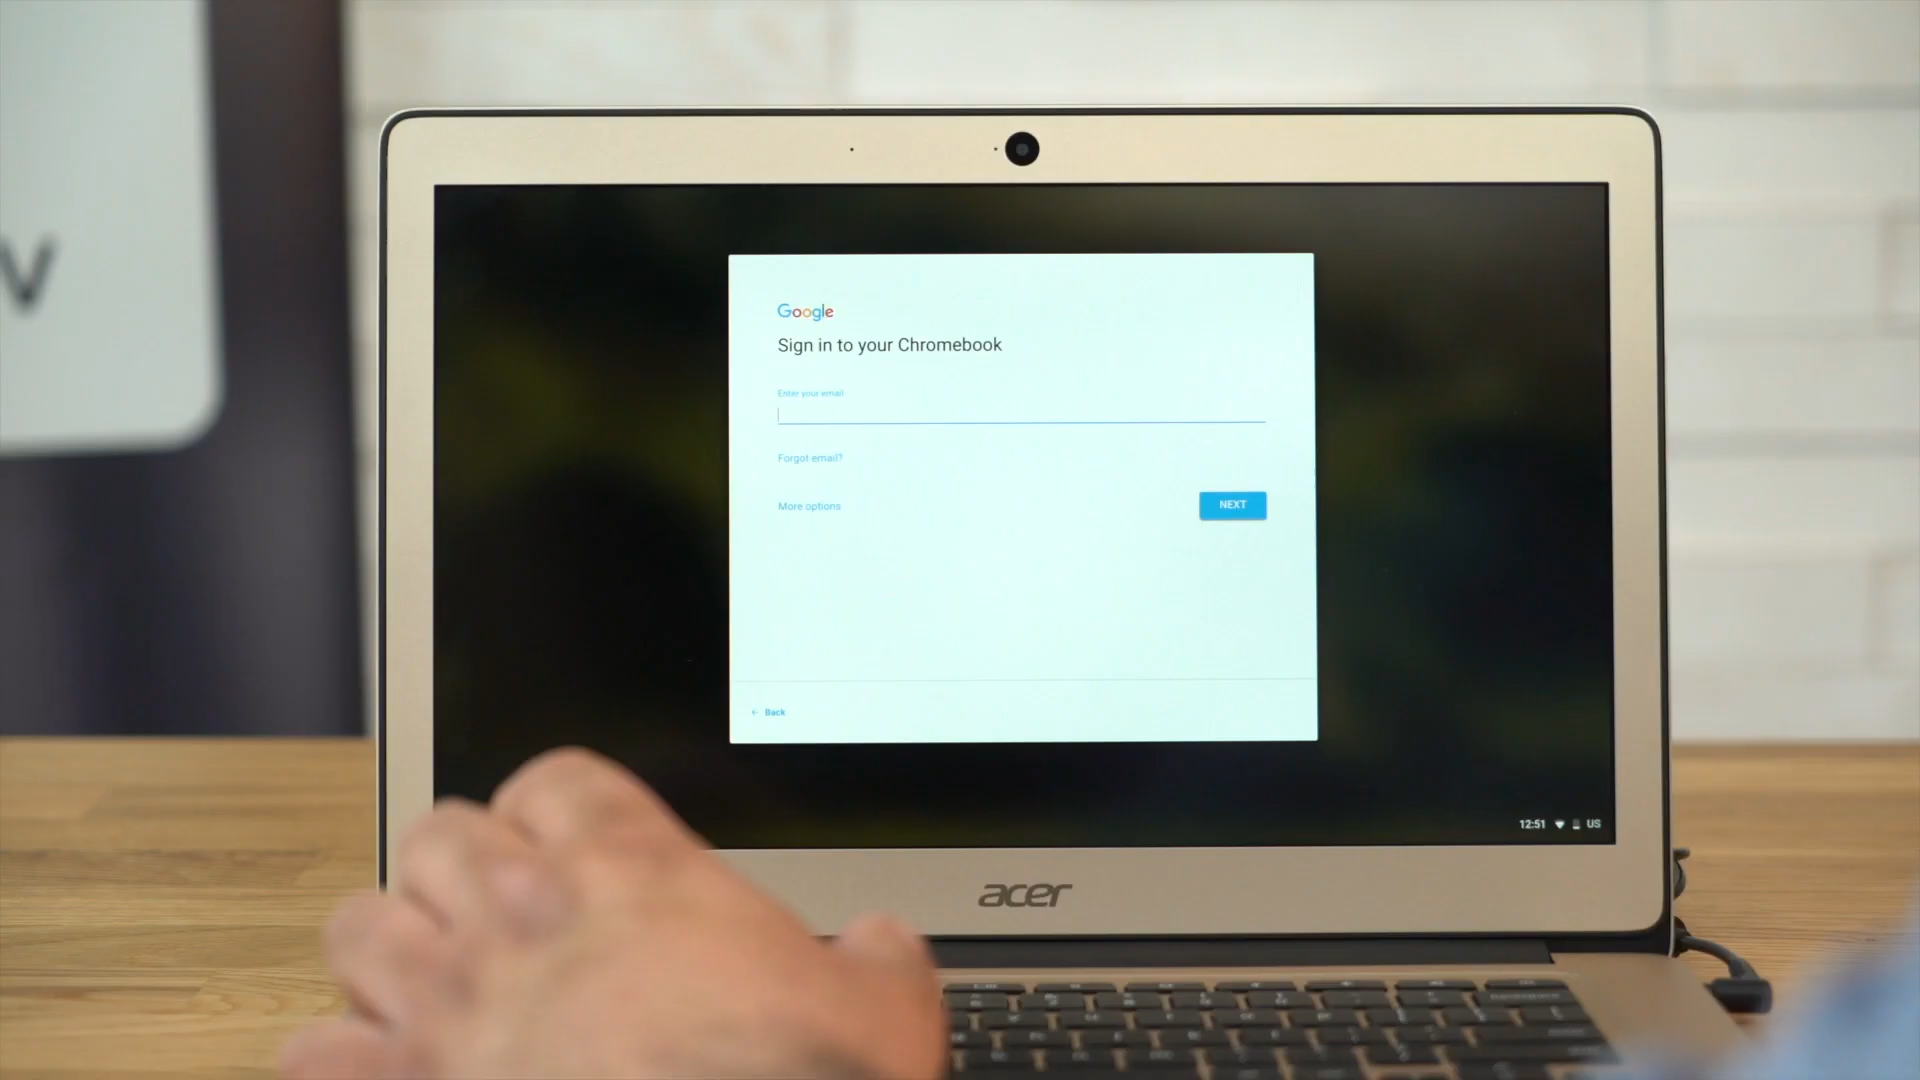 v
Google
Sign in to your Chromebook
Enter your email
Forgot email?
More options
NEXT
← Back
12:51 US
acer